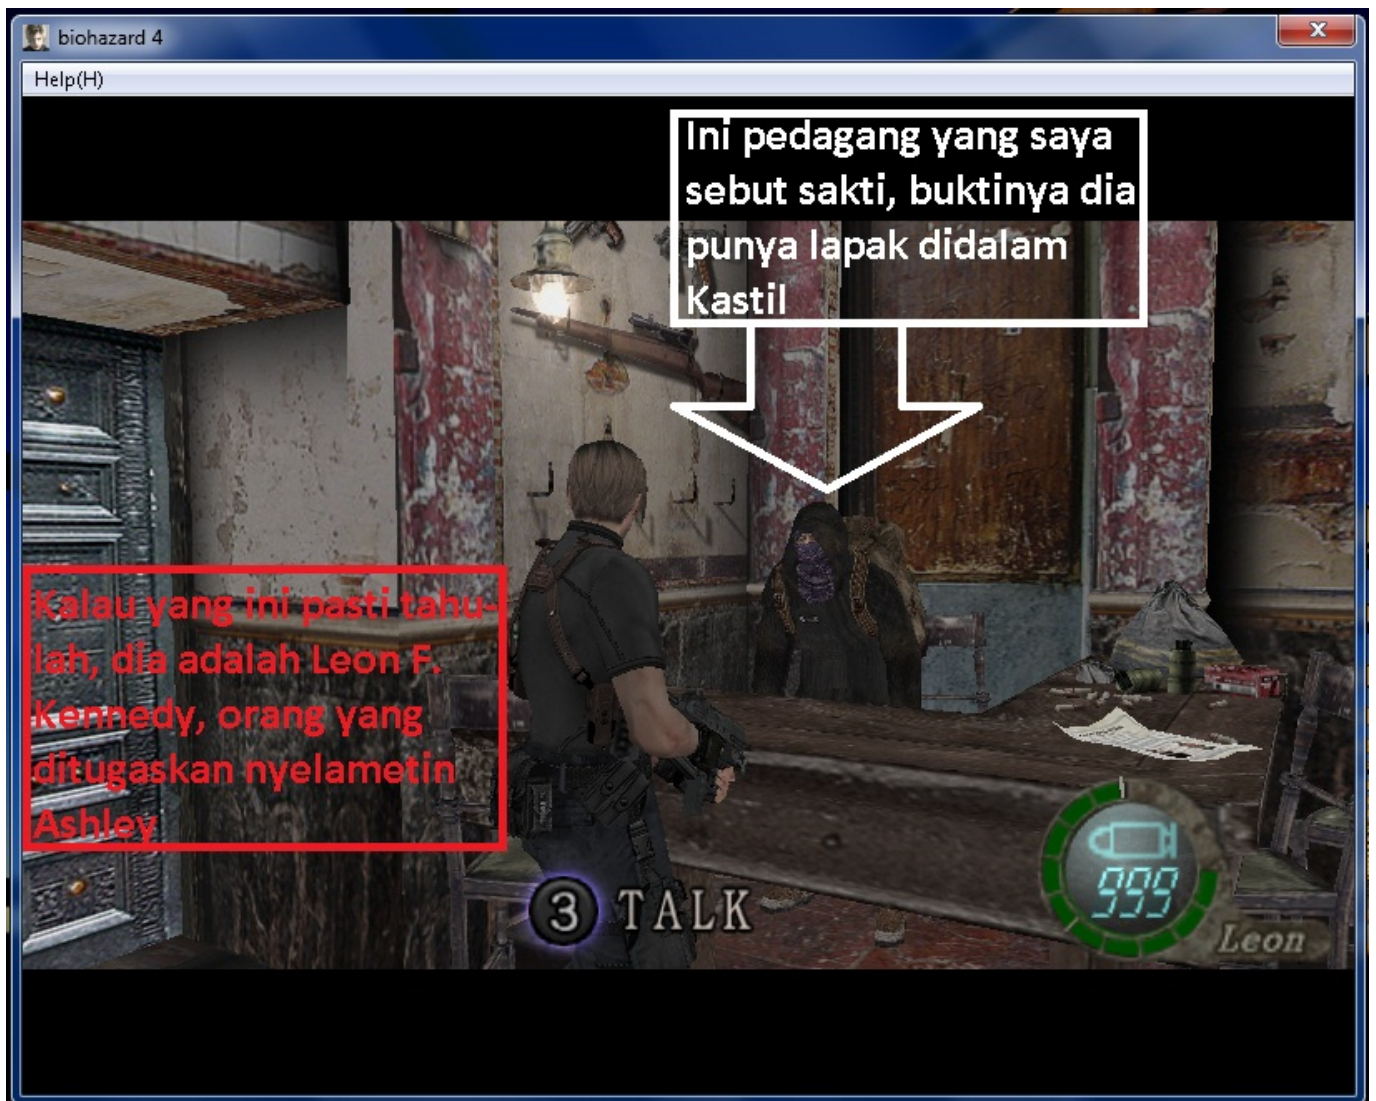 biohazard 4
Help(H)
Ini pedagang yang saya
sebut sakti, buktinya dia
punya lapak didalam
Kastil
Kalau yang ini pasti tahu-
lah, dia adalah Leon F.
Kennedy, orang yang
ditugaskan nyelametin
Ashley
3 TALK
999
Leon